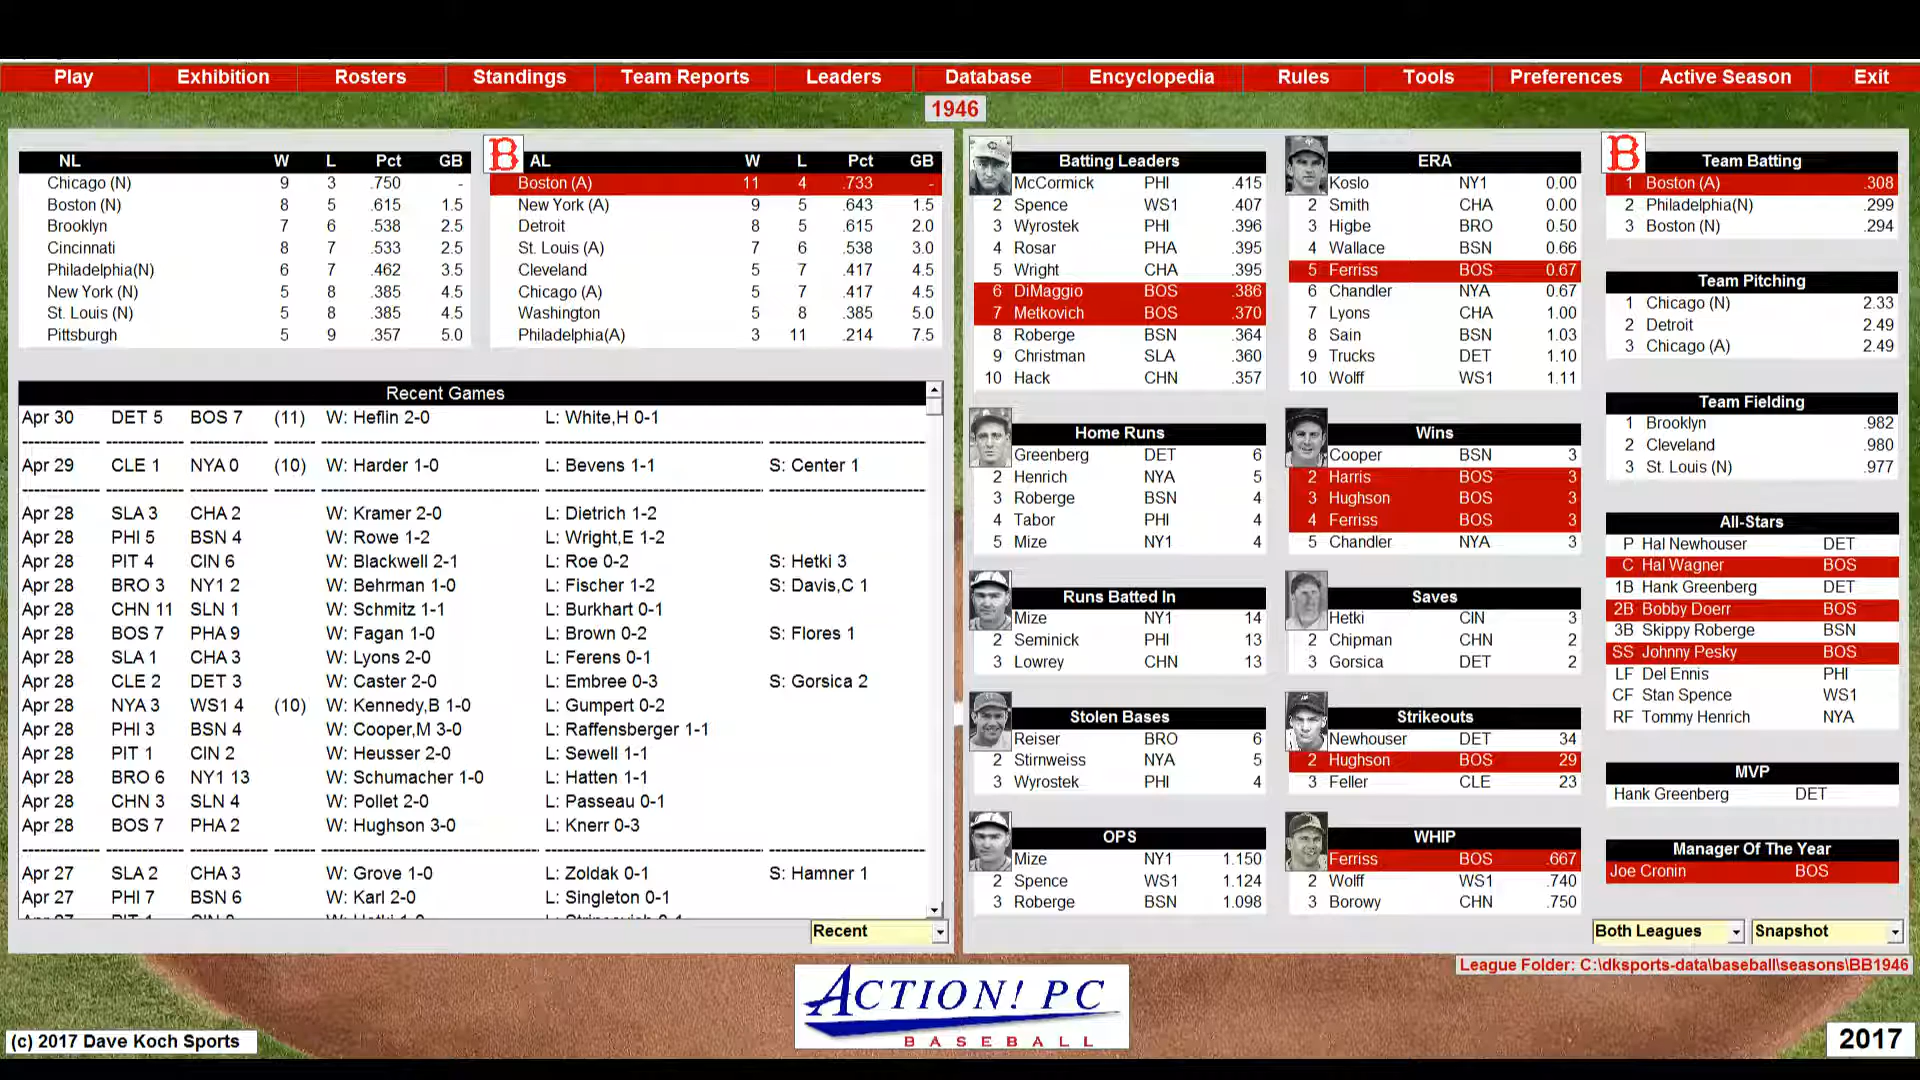 Play Exhibition Rosters Standings Team Reports Leaders Database Encyclopedia Rules Tools Preferences Active Season Exit
1946
NL W L Pct GB
Chicago (N) 9 3 .750 -
Boston (N) 8 5 .615 1.5
Brooklyn 7 6 .538 2.5
Cincinnati 8 7 .533 2.5
Philadelphia(N) 6 7 .462 3.5
New York (N) 5 8 .385 4.5
St. Louis (N) 5 8 .385 4.5
Pittsburgh 5 9 .357 5.0
B AL W L Pct GB
Boston (A) 11 4 .733 -
New York (A) 9 5 .643 1.5
Detroit 8 5 .615 2.0
St. Louis (A) 7 6 .538 3.0
Cleveland 5 7 .417 4.5
Chicago (A) 5 7 .417 4.5
Washington 5 8 .385 5.0
Philadelphia(A) 3 11 .214 7.5
Recent Games
Apr 30 DET 5 BOS 7 (11) W: Heflin 2-0 L: White,H 0-1
Apr 29 CLE 1 NYA 0 (10) W: Harder 1-0 L: Bevens 1-1 S: Center 1
Apr 28 SLA 3 CHA 2 W: Kramer 2-0 L: Dietrich 1-2
Apr 28 PHI 5 BSN 4 W: Rowe 1-2 L: Wright,E 1-2
Apr 28 PIT 4 CIN 6 W: Blackwell 2-1 L: Roe 0-2 S: Hetki 3
Apr 28 BRO 3 NY1 2 W: Behrman 1-0 L: Fischer 1-2 S: Davis,C 1
Apr 28 CHN 11 SLN 1 W: Schmitz 1-1 L: Burkhart 0-1
Apr 28 BOS 7 PHA 9 W: Fagan 1-0 L: Brown 0-2 S: Flores 1
Apr 28 SLA 1 CHA 3 W: Lyons 2-0 L: Ferens 0-1
Apr 28 CLE 2 DET 3 W: Caster 2-0 L: Embree 0-3 S: Gorsica 2
Apr 28 NYA 3 WS1 4 (10) W: Kennedy,B 1-0 L: Gumpert 0-2
Apr 28 PHI 3 BSN 4 W: Cooper,M 3-0 L: Raffensberger 1-1
Apr 28 PIT 1 CIN 2 W: Heusser 2-0 L: Sewell 1-1
Apr 28 BRO 6 NY1 13 W: Schumacher 1-0 L: Hatten 1-1
Apr 28 CHN 3 SLN 4 W: Pollet 2-0 L: Passeau 0-1
Apr 28 BOS 7 PHA 2 W: Hughson 3-0 L: Knerr 0-3
Apr 27 SLA 2 CHA 3 W: Grove 1-0 L: Zoldak 0-1 S: Hamner 1
Apr 27 PHI 7 BSN 6 W: Karl 2-0 L: Singleton 0-1
Recent
Batting Leaders
McCormick PHI .415
2 Spence WS1 .407
3 Wyrostek PHI .396
4 Rosar PHA .395
5 Wright CHA .395
6 DiMaggio BOS .386
7 Metkovich BOS .370
8 Roberge BSN .364
9 Christman SLA .360
10 Hack CHN .357
Home Runs
Greenberg DET 6
2 Henrich NYA 5
3 Roberge BSN 4
4 Tabor PHI 4
5 Mize NY1 4
Runs Batted In
Mize NY1 14
2 Seminick PHI 13
3 Lowrey CHN 13
Stolen Bases
Reiser BRO 6
2 Stirnweiss NYA 5
3 Wyrostek PHI 4
OPS
Mize NY1 1.150
2 Spence WS1 1.124
3 Roberge BSN 1.098
ERA
Koslo NY1 0.00
2 Smith CHA 0.00
3 Higbe BRO 0.50
4 Wallace BSN 0.66
5 Ferriss BOS 0.67
6 Chandler NYA 0.67
7 Lyons CHA 1.00
8 Sain BSN 1.03
9 Trucks DET 1.10
10 Wolff WS1 1.11
Wins
Cooper BSN 3
2 Harris BOS 3
3 Hughson BOS 3
4 Ferriss BOS 3
5 Chandler NYA 3
Saves
Hetki CIN 3
2 Chipman CHN 2
3 Gorsica DET 2
Strikeouts
Newhouser DET 34
2 Hughson BOS 29
3 Feller CLE 23
WHIP
Ferriss BOS .667
2 Wolff WS1 .740
3 Borowy CHN .750
B Team Batting
1 Boston (A) .308
2 Philadelphia(N) .299
3 Boston (N) .294
Team Pitching
1 Chicago (N) 2.33
2 Detroit 2.49
3 Chicago (A) 2.49
Team Fielding
1 Brooklyn .982
2 Cleveland .980
3 St. Louis (N) .977
All-Stars
P Hal Newhouser DET
C Hal Wagner BOS
1B Hank Greenberg DET
2B Bobby Doerr BOS
3B Skippy Roberge BSN
SS Johnny Pesky BOS
LF Del Ennis PHI
CF Stan Spence WS1
RF Tommy Henrich NYA
MVP
Hank Greenberg DET
Manager Of The Year
Joe Cronin BOS
Both Leagues Snapshot
League Folder: C:\dksports-data\baseball\seasons\BB1946
ACTION! PC
BASEBALL
(c) 2017 Dave Koch Sports
2017